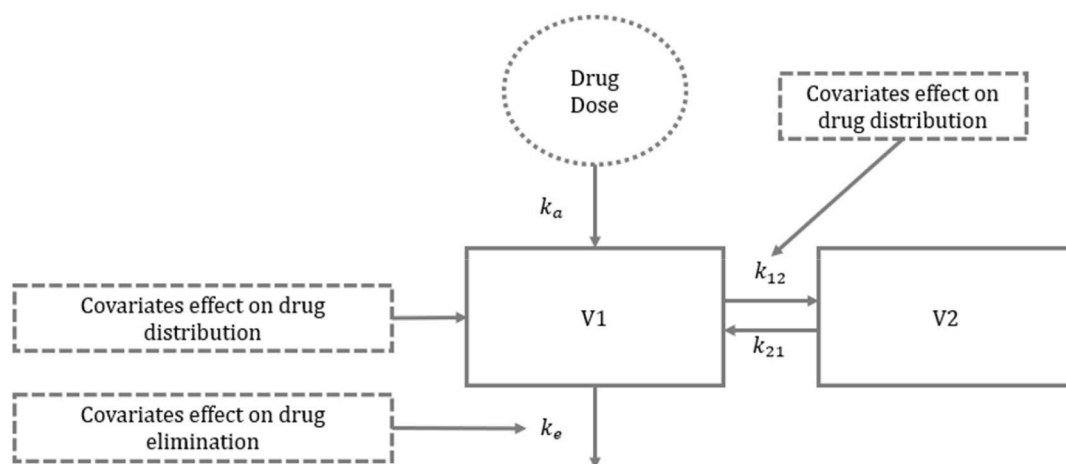 Drug
Dose
Covariates effect on
drug distribution
k_a
k_12
Covariates effect on drug
distribution
V1
V2
k_21
Covariates effect on drug
elimination
k_e